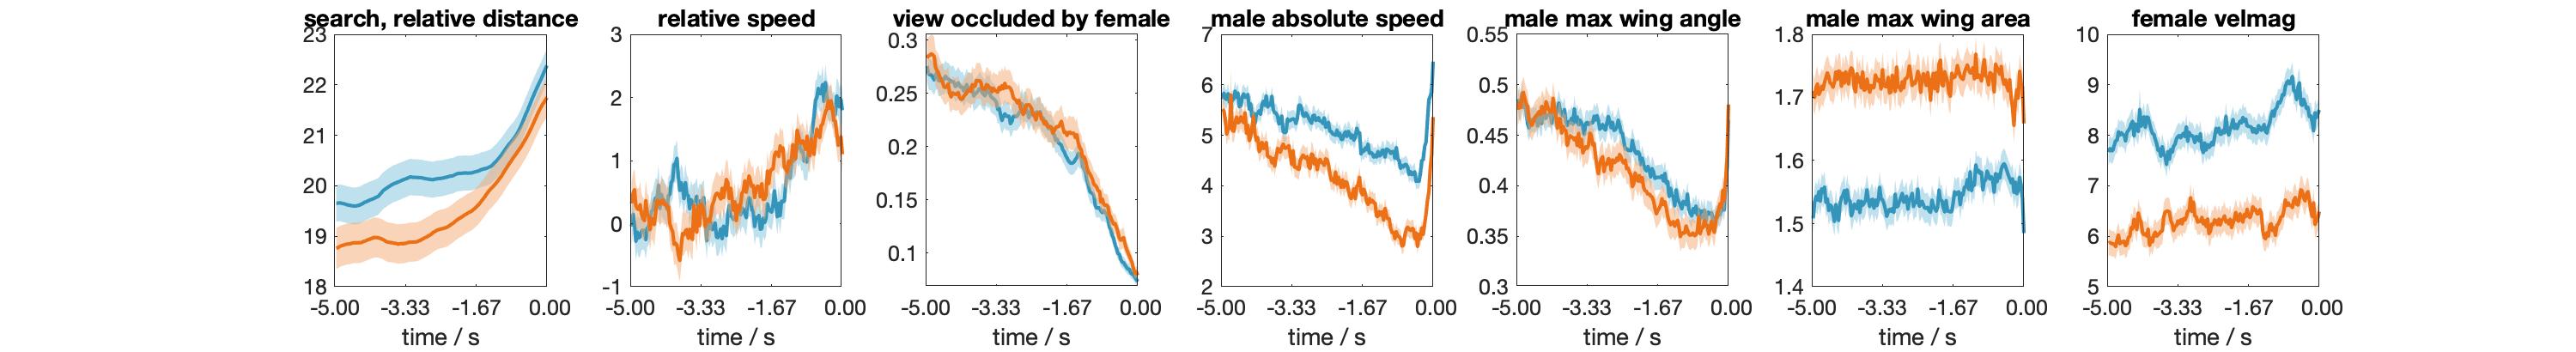 search, relative distance
23
22
21
20
19
18
-5.00 -3.33 -1.67 0.00
time / s
relative speed
3
2
1
0
-1
-5.00 -3.33 -1.67 0.00
time / s
view occluded by female
0.3
0.25
0.2
0.15
0.1
-5.00 -3.33 -1.67 0.00
time / s
male absolute speed
7
6
5
4
3
2
-5.00 -3.33 -1.67 0.00
time / s
male max wing angle
0.55
0.5
0.45
0.4
0.35
0.3
-5.00 -3.33 -1.67 0.00
time / s
male max wing area
1.8
1.7
1.6
1.5
1.4
-5.00 -3.33 -1.67 0.00
time / s
female velmag
10
9
8
7
6
5
-5.00 -3.33 -1.67 0.00
time / s